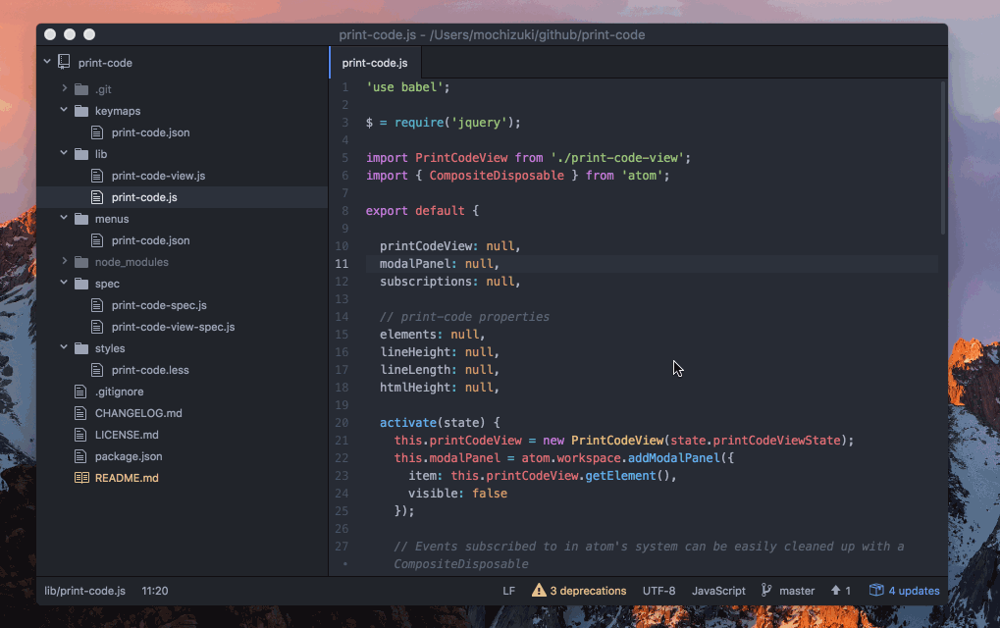 print-code.js - /Users/mochizuki/github/print-code
print-code
.git
keymaps
print-code.json
lib
print-code-view.js
print-code.js
menus
print-code.json
node_modules
spec
print-code-spec.js
print-code-view-spec.js
styles
print-code.less
.gitignore
CHANGELOG.md
LICENSE.md
package.json
README.md
print-code.js
1 'use babel';
2
3 $ = require('jquery');
4
5 import PrintCodeView from './print-code-view';
6 import { CompositeDisposable } from 'atom';
7
8 export default {
9
10 printCodeView: null,
11 modalPanel: null,
12 subscriptions: null,
13
14 // print-code properties
15 elements: null,
16 lineHeight: null,
17 lineLength: null,
18 htmlHeight: null,
19
20 activate(state) {
21 this.printCodeView = new PrintCodeView(state.printCodeViewState);
22 this.modalPanel = atom.workspace.addModalPanel({
23 item: this.printCodeView.getElement(),
24 visible: false
25 });
26
27 // Events subscribed to in atom's system can be easily cleaned up with a
• CompositeDisposable
lib/print-code.js 11:20 LF 3 deprecations UTF-8 JavaScript master 1 4 updates